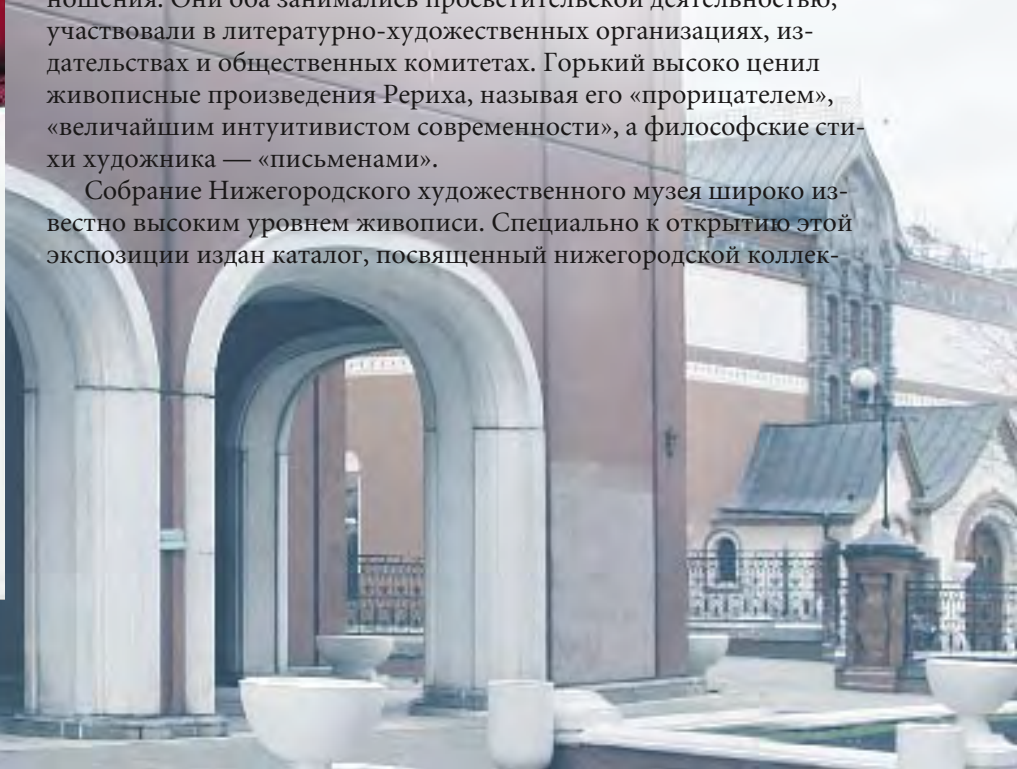 ношения. Они оба занимались просветительской деятельностью,
участвовали в литературно-художественных организациях, из-
дательствах и общественных комитетах. Горький высоко ценил
живописные произведения Рериха, называя его «прорицателем»,
«величайшим интуитивистом современности», а философские сти-
хи художника — «письменами».
Собрание Нижегородского художественного музея широко из-
вестно высоким уровнем живописи. Специально к открытию этой
экспозиции издан каталог, посвященный нижегородской коллек-